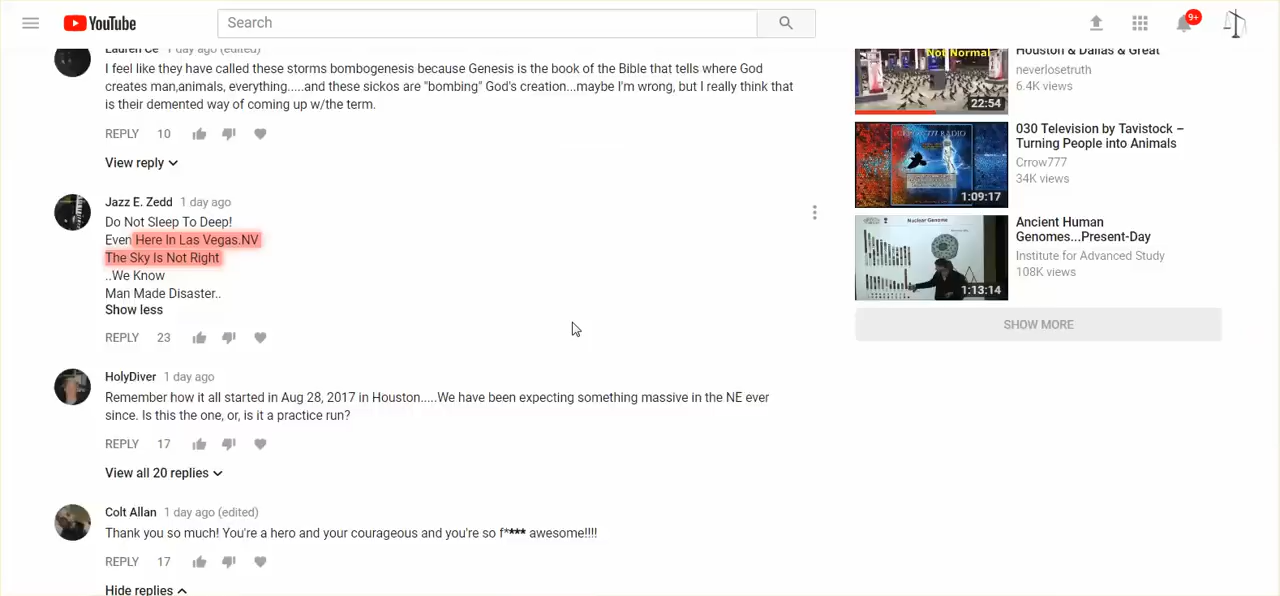 YouTube
Search
9+
Lauren Ce 1 day ago (edited)
I feel like they have called these storms bombogenesis because Genesis is the book of the Bible that tells where God
creates man,animals, everything.....and these sickos are "bombing" God's creation...maybe I'm wrong, but I really think that
is their demented way of coming up w/the term.
REPLY 10
View reply
Jazz E. Zedd 1 day ago
Do Not Sleep To Deep!
Even Here In Las Vegas.NV
The Sky Is Not Right
..We Know
Man Made Disaster..
Show less
REPLY 23
HolyDiver 1 day ago
Remember how it all started in Aug 28, 2017 in Houston.....We have been expecting something massive in the NE ever
since. Is this the one, or, is it a practice run?
REPLY 17
View all 20 replies
Colt Allan 1 day ago (edited)
Thank you so much! You're a hero and your courageous and you're so f**** awesome!!!!
REPLY 17
Hide replies
Not Normal
22:54
Houston & Dallas & Great
neverlosetruth
6.4K views
1:09:17
030 Television by Tavistock –
Turning People into Animals
Crrow777
34K views
Nuclear Genome
1:13:14
Ancient Human
Genomes...Present-Day
Institute for Advanced Study
108K views
SHOW MORE